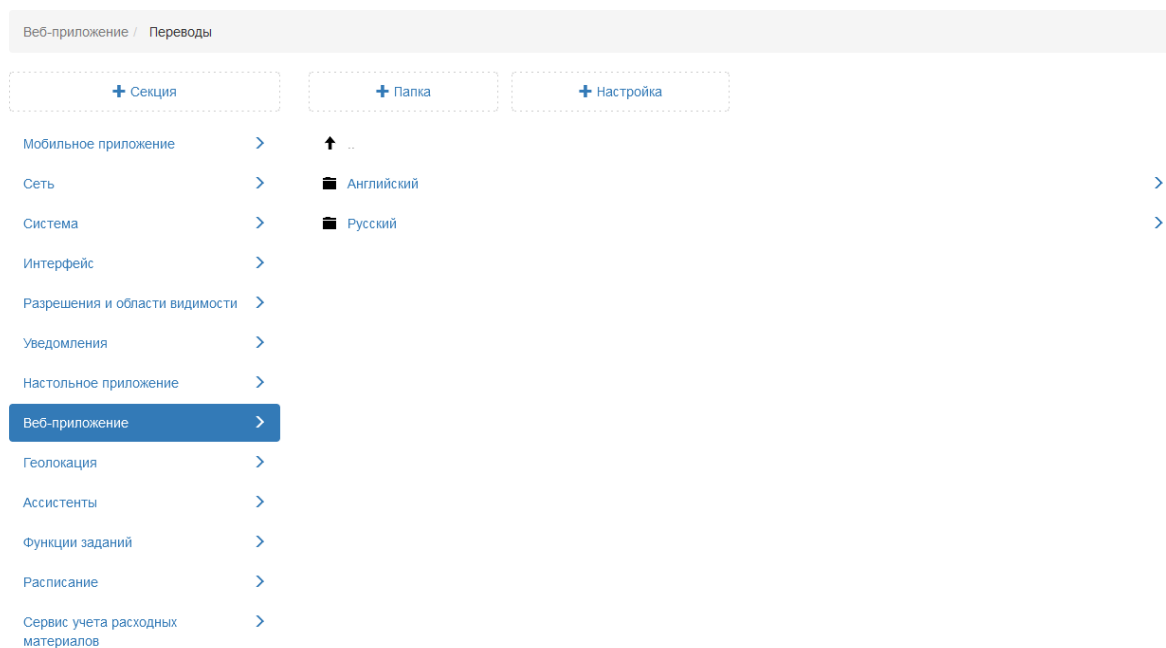 Веб-приложение / Переводы
Секция
Папка
Настройка
Мобильное приложение
Сеть
Система
Интерфейс
Разрешения и области видимости
Уведомления
Настольное приложение
Веб-приложение
Геолокация
Ассистенты
Функции заданий
Расписание
Сервис учета расходных
материалов
..
Английский
Русский